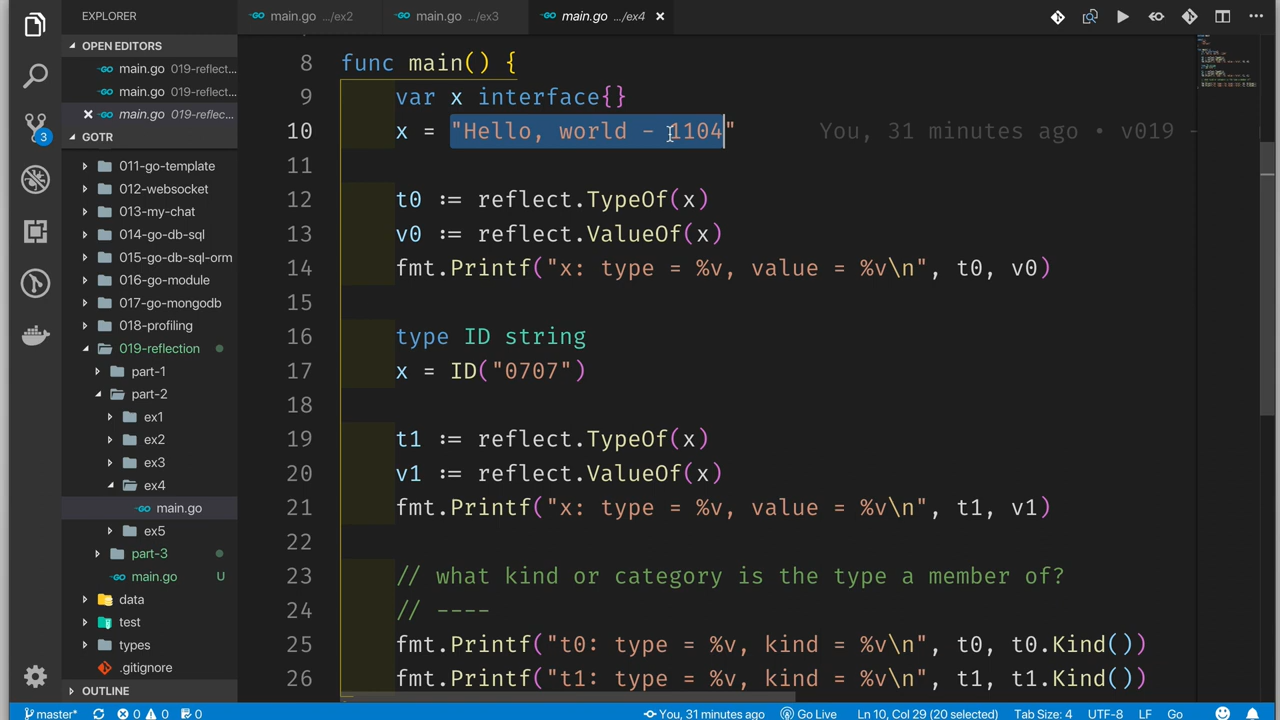 EXPLORER
main.go .../ex2
main.go .../ex3
main.go .../ex4
OPEN EDITORS
main.go 019-reflect...
main.go 019-reflect...
main.go 019-reflect...
GOTR
011-go-template
012-websocket
013-my-chat
014-go-db-sql
015-go-db-sql-orm
016-go-module
017-go-mongodb
018-profiling
019-reflection
part-1
part-2
ex1
ex2
ex3
ex4
main.go
ex5
part-3
main.go U
data
test
types
.gitignore
OUTLINE
3
8 func main() {
9 var x interface{}
10 x = "Hello, world - 1104" You, 31 minutes ago • v019 -
11
12 t0 := reflect.TypeOf(x)
13 v0 := reflect.ValueOf(x)
14 fmt.Printf("x: type = %v, value = %v\n", t0, v0)
15
16 type ID string
17 x = ID("0707")
18
19 t1 := reflect.TypeOf(x)
20 v1 := reflect.ValueOf(x)
21 fmt.Printf("x: type = %v, value = %v\n", t1, v1)
22
23 // what kind or category is the type a member of?
24 // ----
25 fmt.Printf("t0: type = %v, kind = %v\n", t0, t0.Kind())
26 fmt.Printf("t1: type = %v, kind = %v\n", t1, t1.Kind())
master* 0 0 0 You, 31 minutes ago Go Live Ln 10, Col 29 (20 selected) Tab Size: 4 UTF-8 LF Go